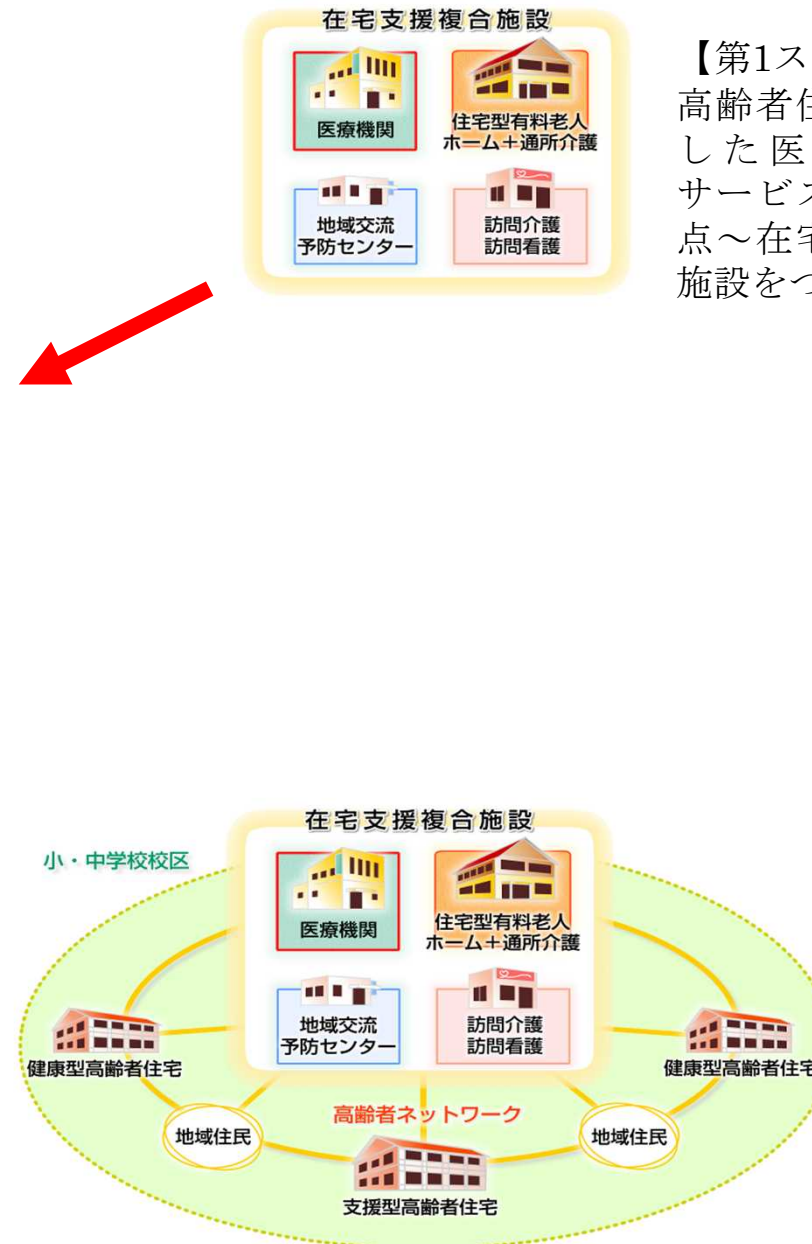 在宅支援複合施設
医療機関
住宅型有料老人
ホーム＋通所介護
地域交流
予防センター
訪問介護
訪問看護
【第1ス
高齢者住
した医
サービス
点～在宅
施設をつ
在宅支援複合施設
小・中学校校区
医療機関
住宅型有料老人
ホーム＋通所介護
地域交流
予防センター
訪問介護
訪問看護
健康型高齢者住宅
健康型高齢者住宅
高齢者ネットワーク
地域住民
地域住民
支援型高齢者住宅